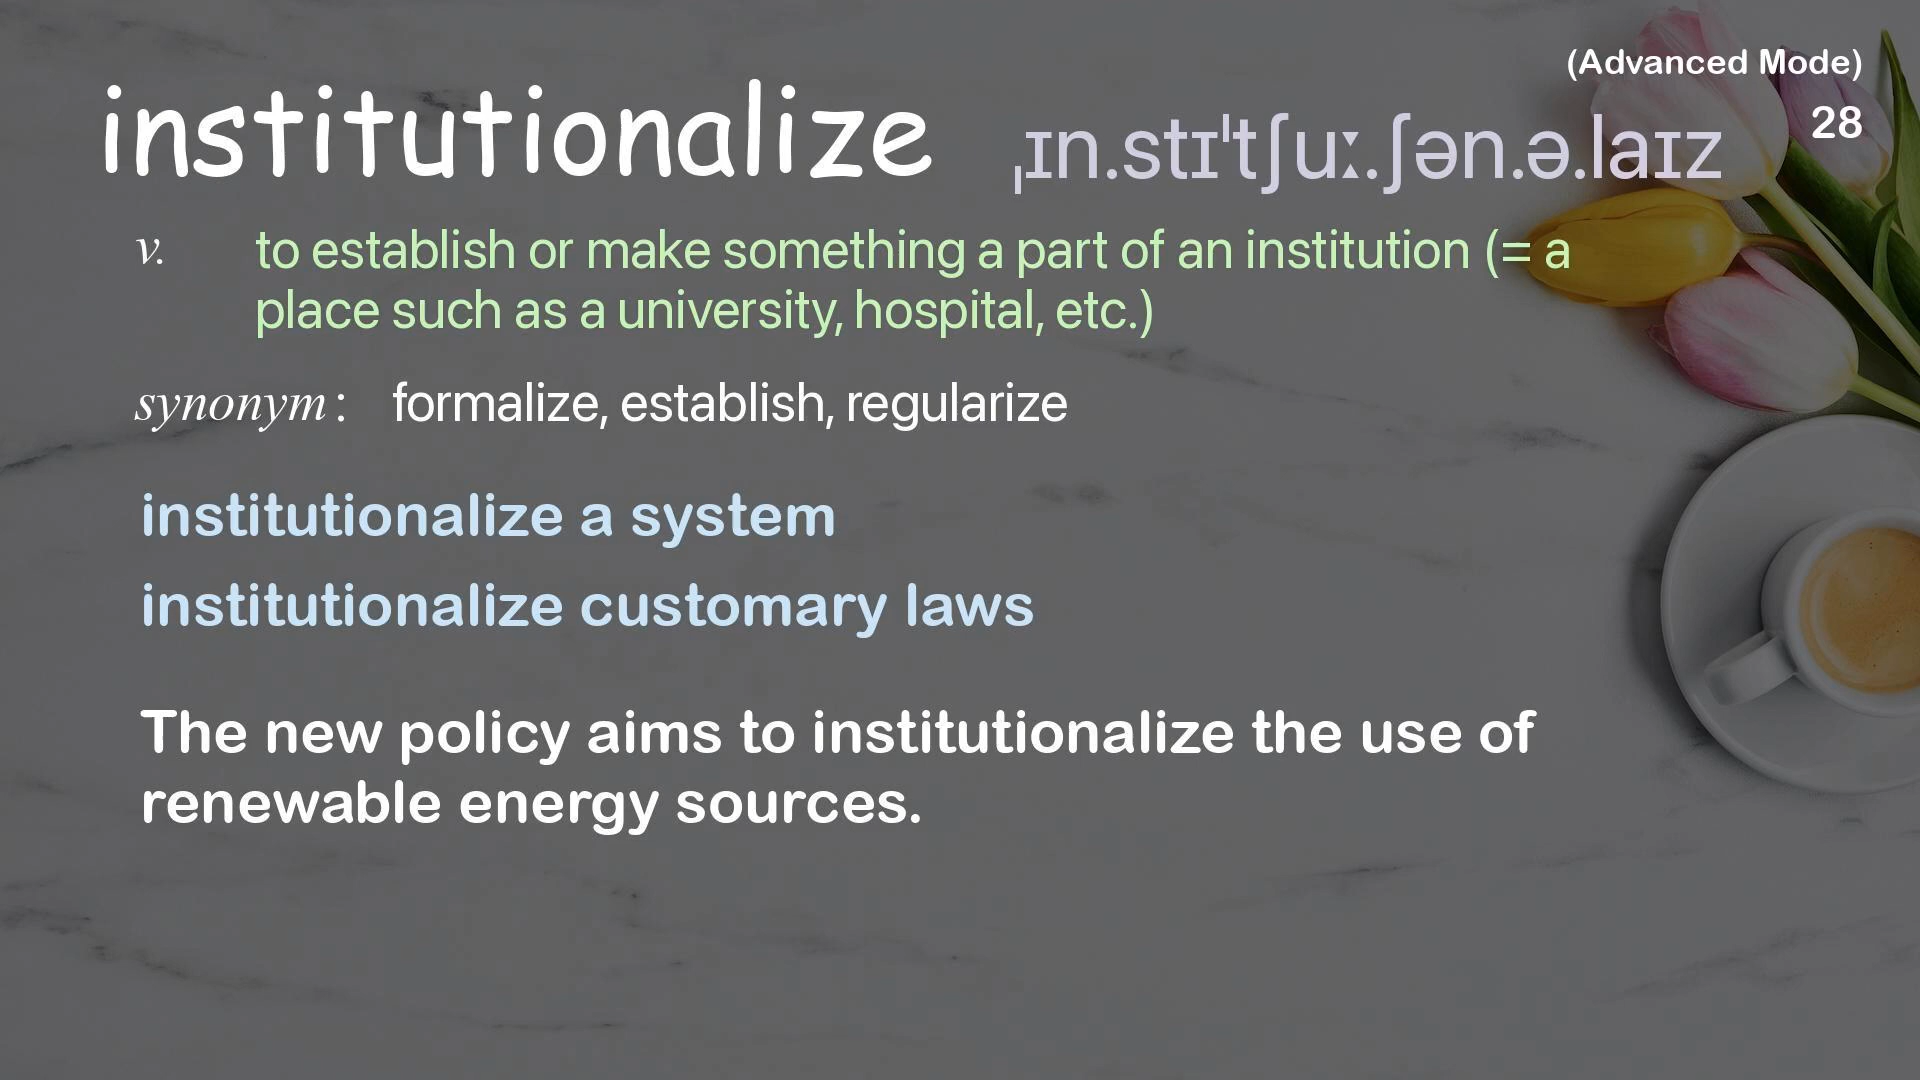 (Advanced Mode)
institutionalize ˌɪn.stɪˈtʃuː.ʃən.ə.laɪz 28
v. to establish or make something a part of an institution (= a
place such as a university, hospital, etc.)
synonym: formalize, establish, regularize
institutionalize a system
institutionalize customary laws
The new policy aims to institutionalize the use of
renewable energy sources.